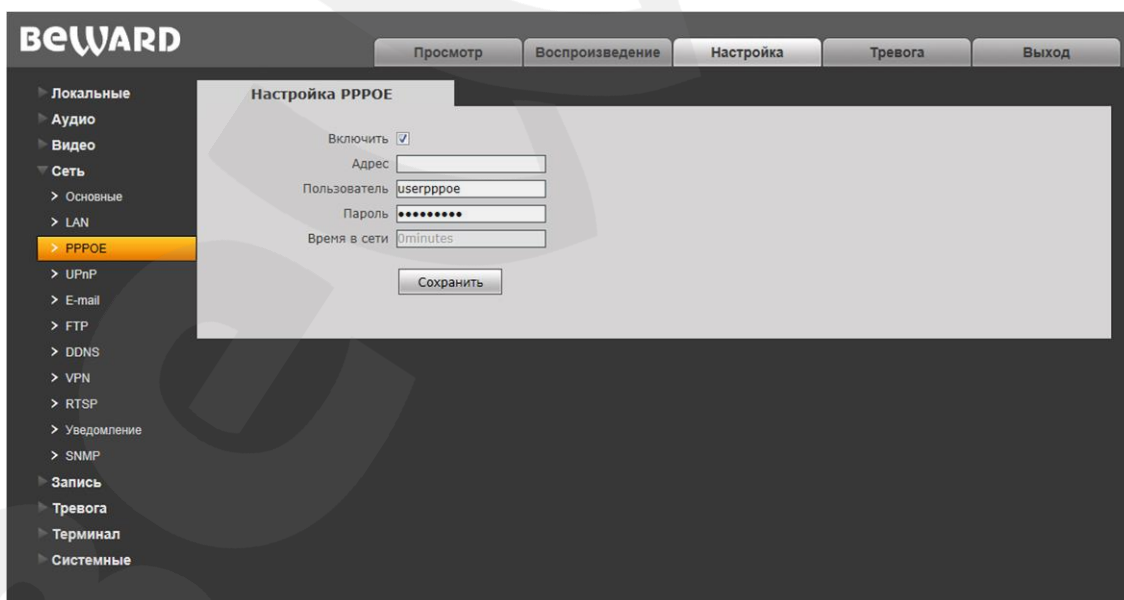 BEWARD
Просмотр Воспроизведение Настройка Тревога Выход
Локальные
Аудио
Видео
Сеть
> Основные
> LAN
> PPPOE
> UPnP
> E-mail
> FTP
> DDNS
> VPN
> RTSP
> Уведомление
> SNMP
Запись
Тревога
Терминал
Системные
Настройка PPPOE
Включить
Адрес
Пользователь userpppoe
Пароль •••••••••
Время в сети 0minutes
Сохранить